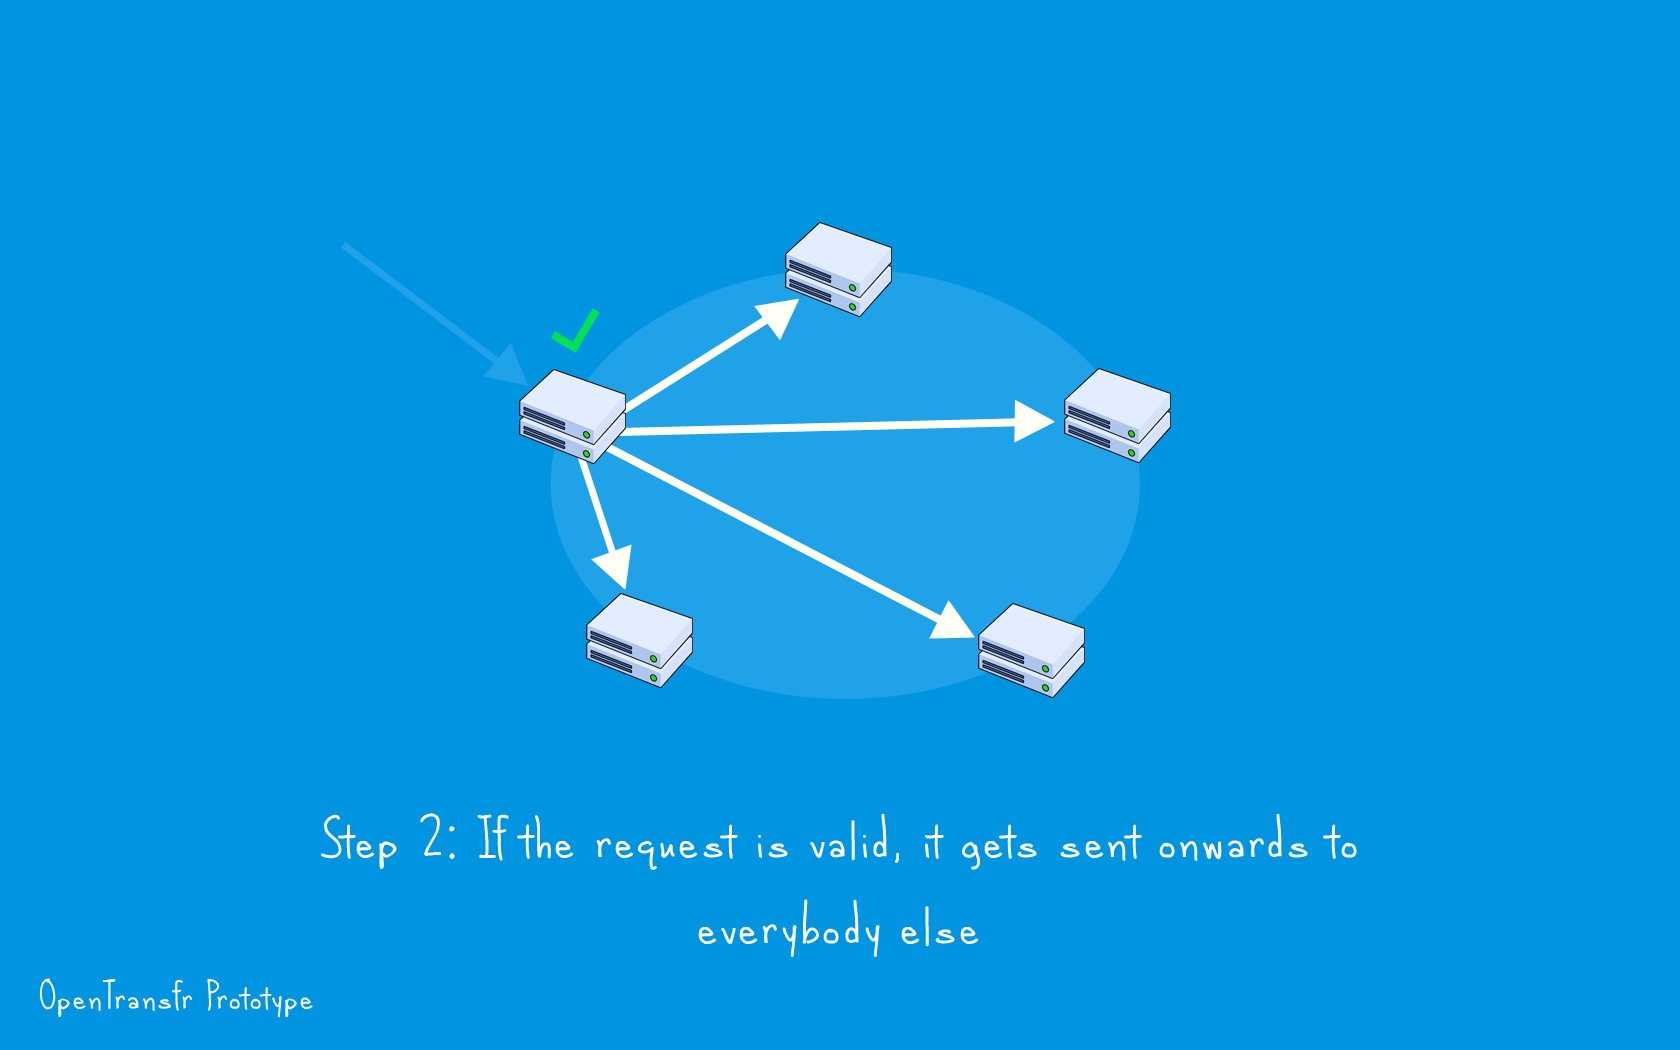 Step 2: If the request is valid, it gets sent onwards to
everybody else
OpenTransfr Prototype